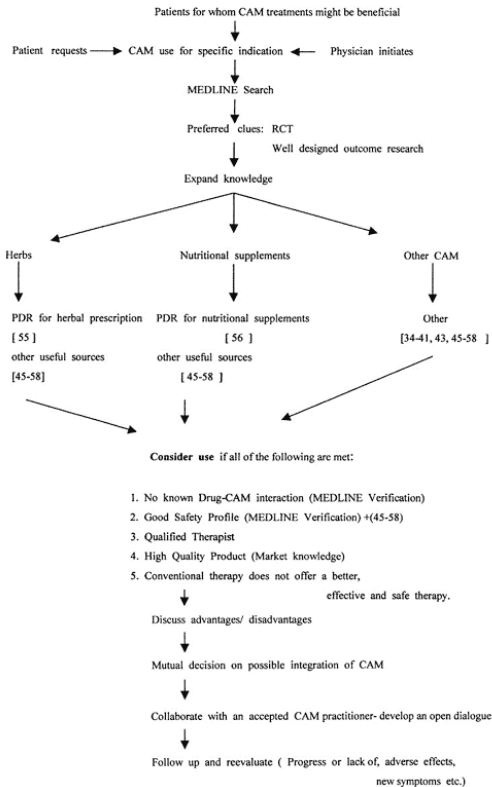 Patients for whom CAM treatments might be beneficial
Patient requests CAM use for specific indication Physician initiates
MEDLINE Search
Preferred clues: RCT
Well designed outcome research
Expand knowledge
Herbs Nutritional supplements Other CAM
PDR for herbal prescription PDR for nutritional supplements Other
[ 55 ] [ 56 ] [34-41, 43, 45-58 ]
other useful sources other useful sources
[45-58] [ 45-58 ]
Consider use if all of the following are met:
1. No known Drug-CAM interaction (MEDLINE Verification)
2. Good Safety Profile (MEDLINE Verification) +(45-58)
3. Qualified Therapist
4. High Quality Product (Market knowledge)
5. Conventional therapy does not offer a better,
effective and safe therapy.
Discuss advantages/ disadvantages
Mutual decision on possible integration of CAM
Collaborate with an accepted CAM practitioner- develop an open dialogue
Follow up and reevaluate ( Progress or lack of, adverse effects,
new symptoms etc.)